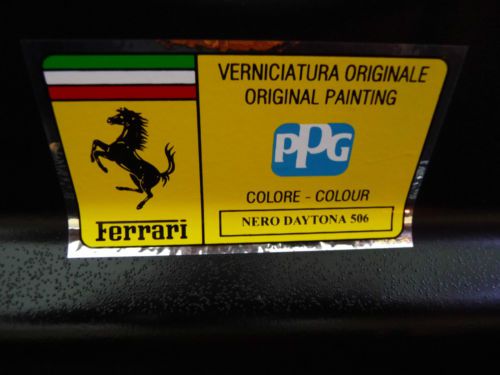 VERNICIATURA ORIGINALE
ORIGINAL PAINTING
PPG
COLORE - COLOUR
NERO DAYTONA 506
Ferrari